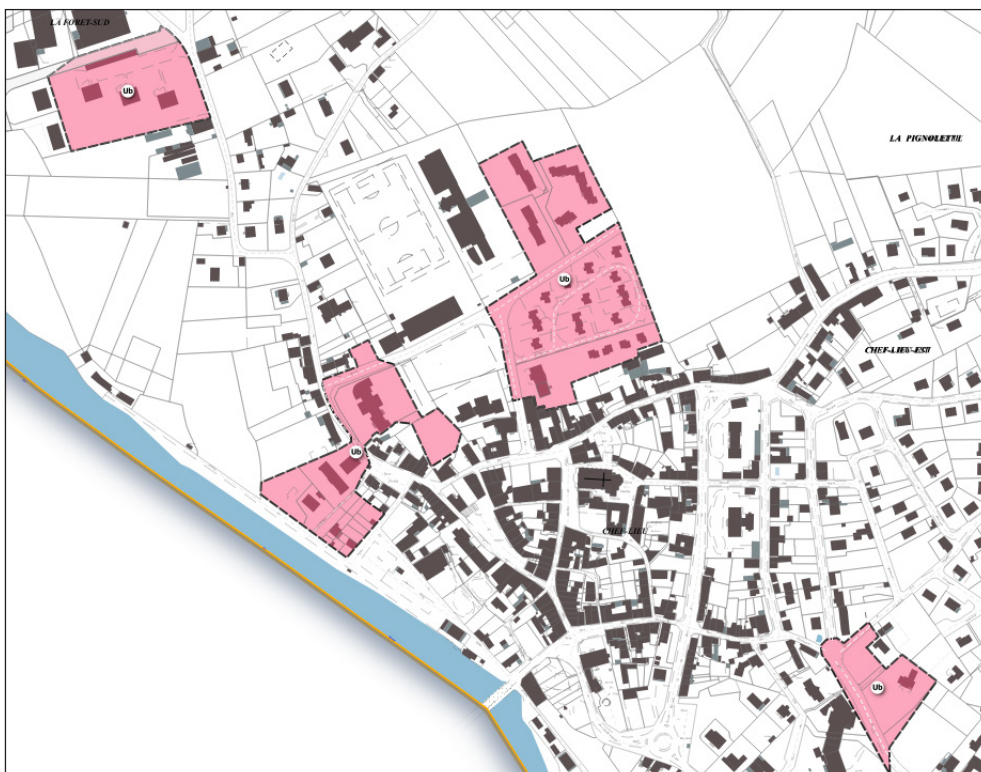 LA FORET-SUD
Ub
LA PIGNOLETTE
Ub
CHEF-LIEU-EST
Ub
CHEF-LIEU
Ub